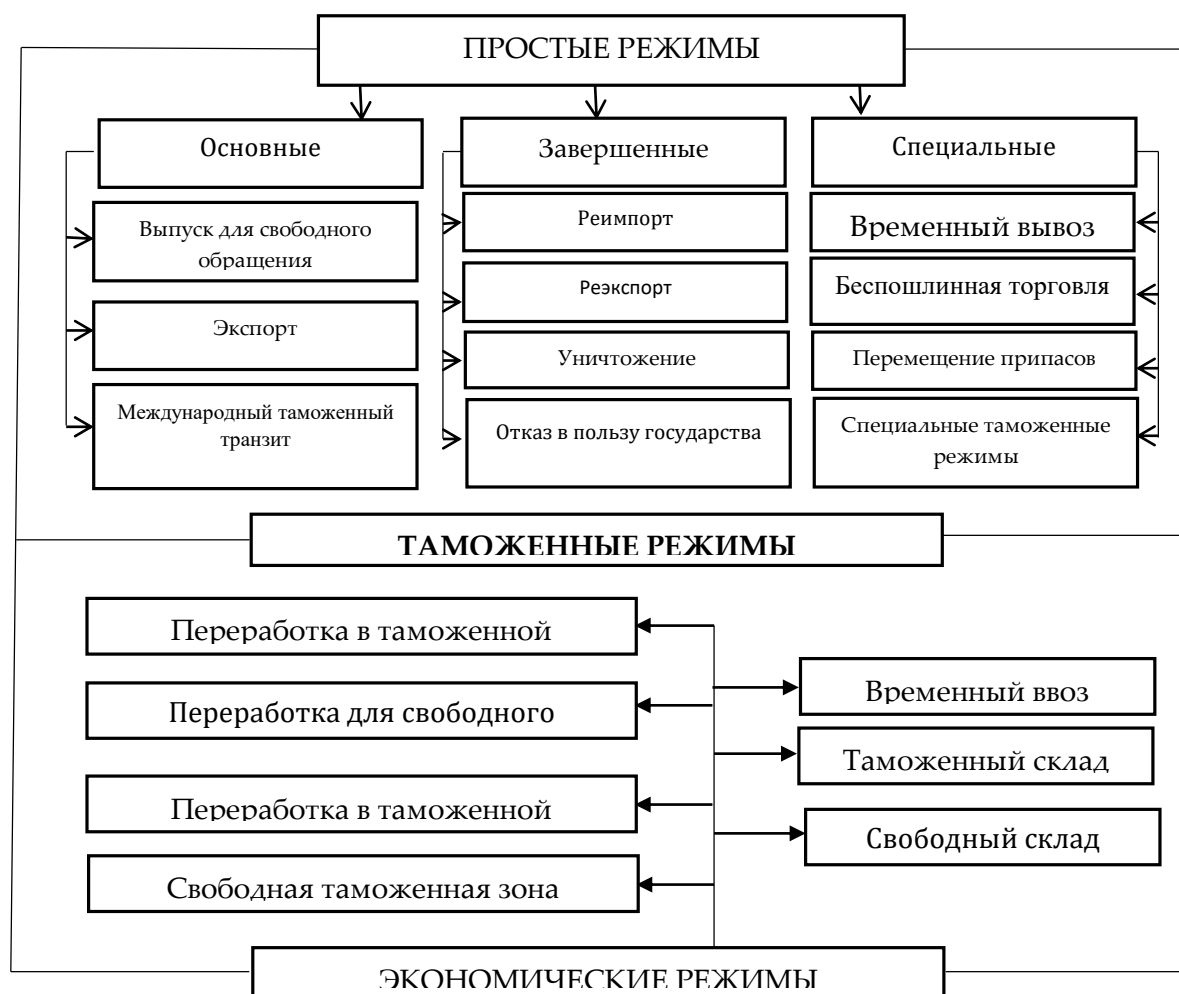 ПРОСТЫЕ РЕЖИМЫ
Основные
Выпуск для свободного
обращения
Экспорт
Международный таможенный
транзит
Завершенные
Реимпорт
Реэкспорт
Уничтожение
Отказ в пользу государства
Специальные
Временный вывоз
Беспошлинная торговля
Перемещение припасов
Специальные таможенные
режимы
ТАМОЖЕННЫЕ РЕЖИМЫ
Переработка в таможенной
Переработка для свободного
Переработка в таможенной
Свободная таможенная зона
Временный ввоз
Таможенный склад
Свободный склад
ЭКОНОМИЧЕСКИЕ РЕЖИМЫ